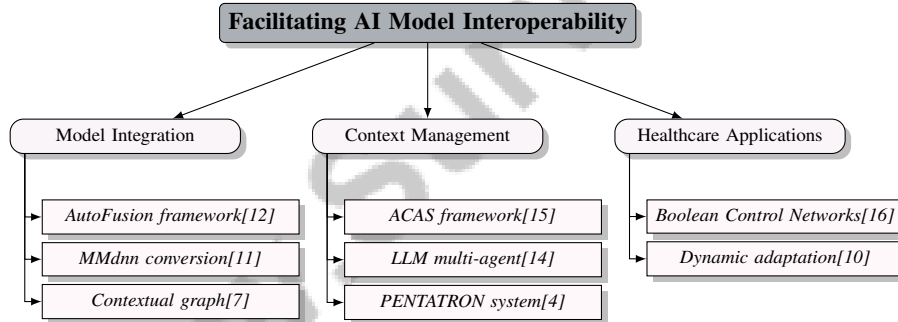 Facilitating AI Model Interoperability
Model Integration
Context Management
Healthcare Applications
AutoFusion framework[12]
ACAS framework[15]
Boolean Control Networks[16]
MMdnn conversion[11]
LLM multi-agent[14]
Dynamic adaptation[10]
Contextual graph[7]
PENTATRON system[4]